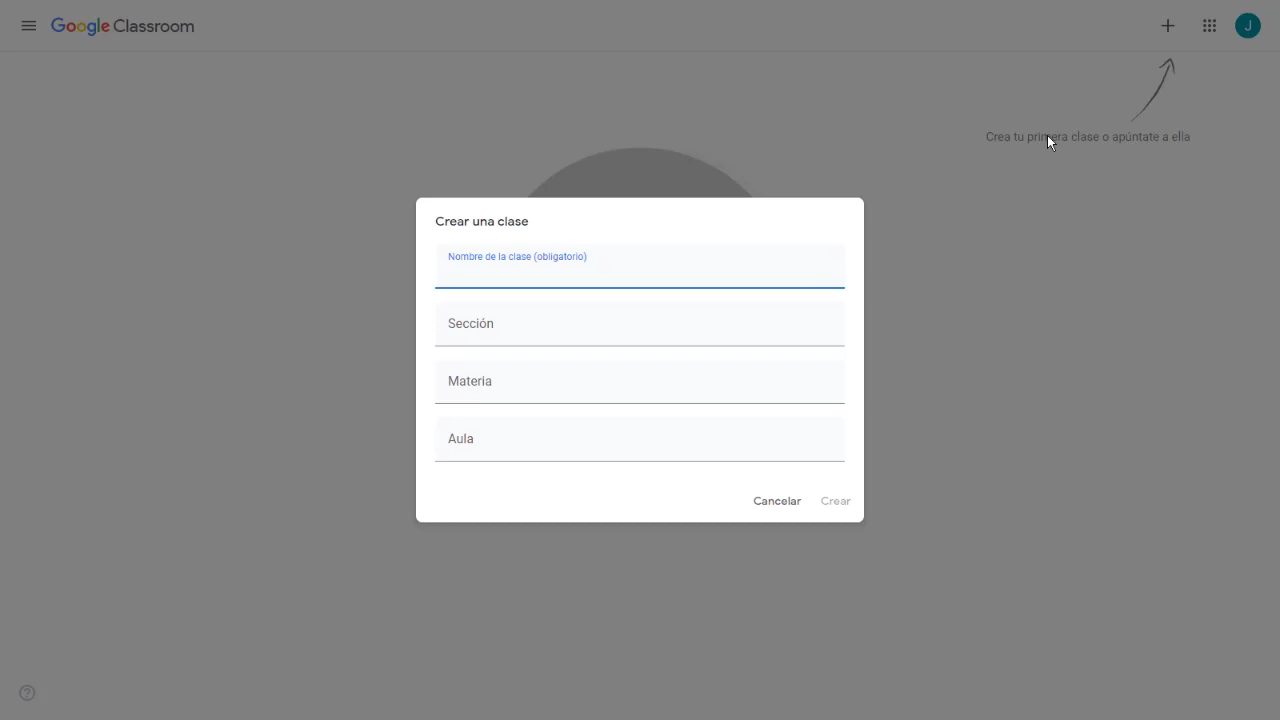 Google Classroom
J
Crea tu primera clase o apúntate a ella
Crear una clase
Nombre de la clase (obligatorio)
Sección
Materia
Aula
Cancelar Crear